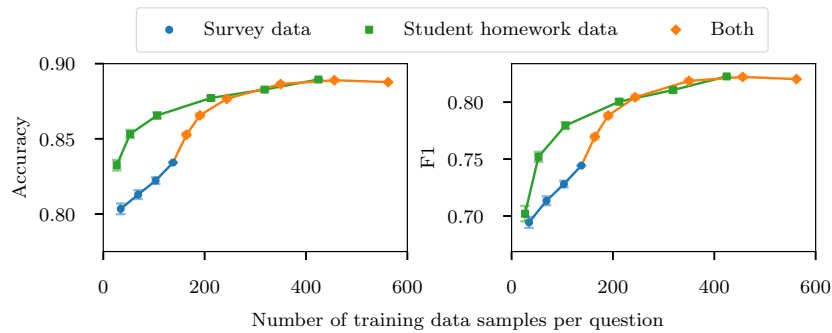 Survey data Student homework data Both
Accuracy
0.90
0.85
0.80
0 200 400 600
F1
0.80
0.75
0.70
0 200 400 600
Number of training data samples per question